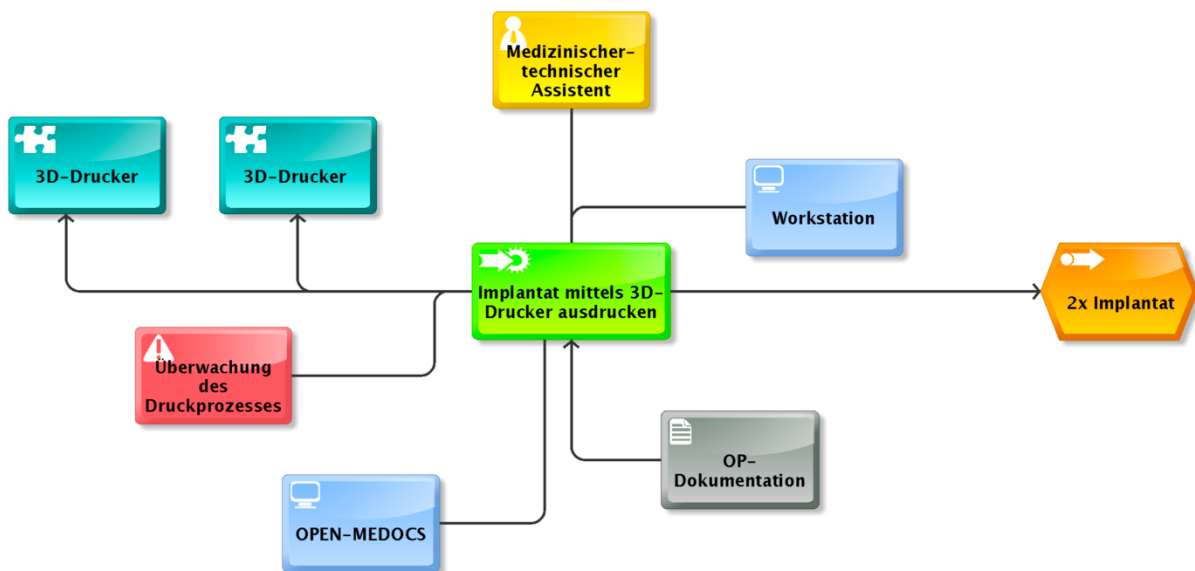 Medizinischer-
technischer
Assistent
3D-Drucker
3D-Drucker
Workstation
Implantat mittels 3D-
Drucker ausdrucken
2x Implantat
Überwachung
des
Druckprozesses
OP-
Dokumentation
OPEN-MEDOCS